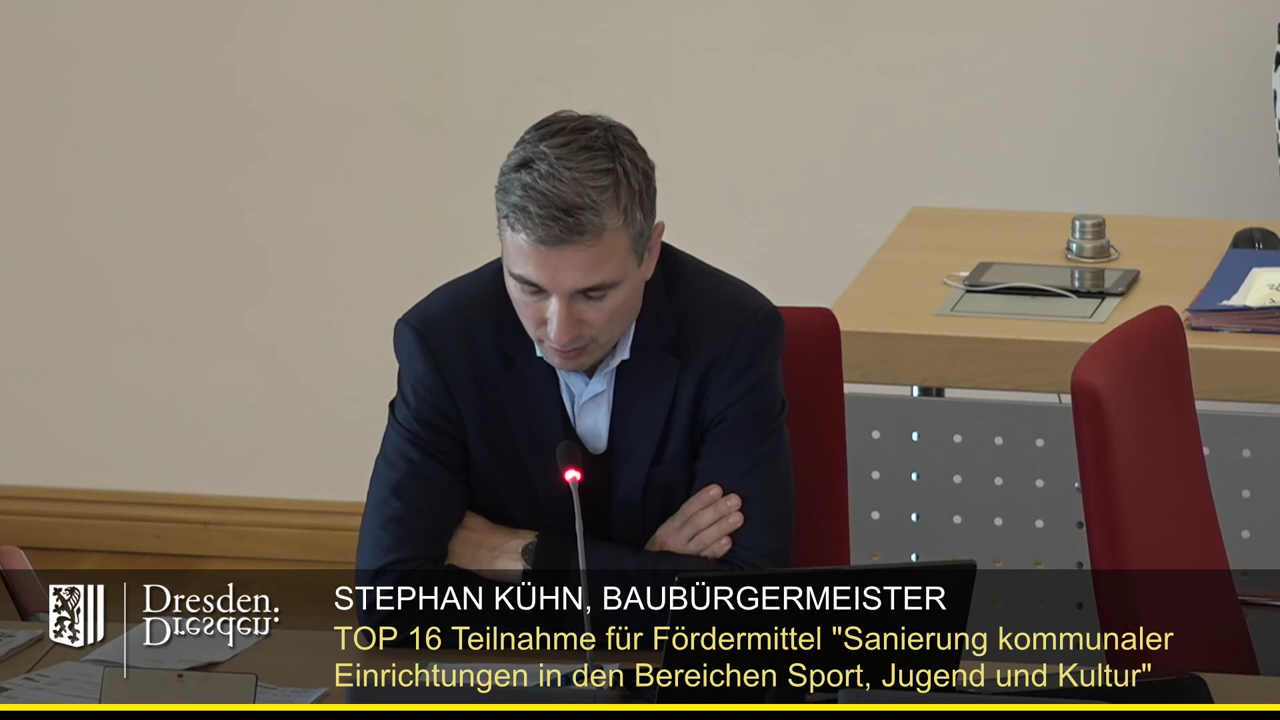 STEPHAN KÜHN, BAUBÜRGERMEISTER
TOP 16 Teilnahme für Fördermittel "Sanierung kommunaler
Einrichtungen in den Bereichen Sport, Jugend und Kultur"
Dresden.
Dresden.